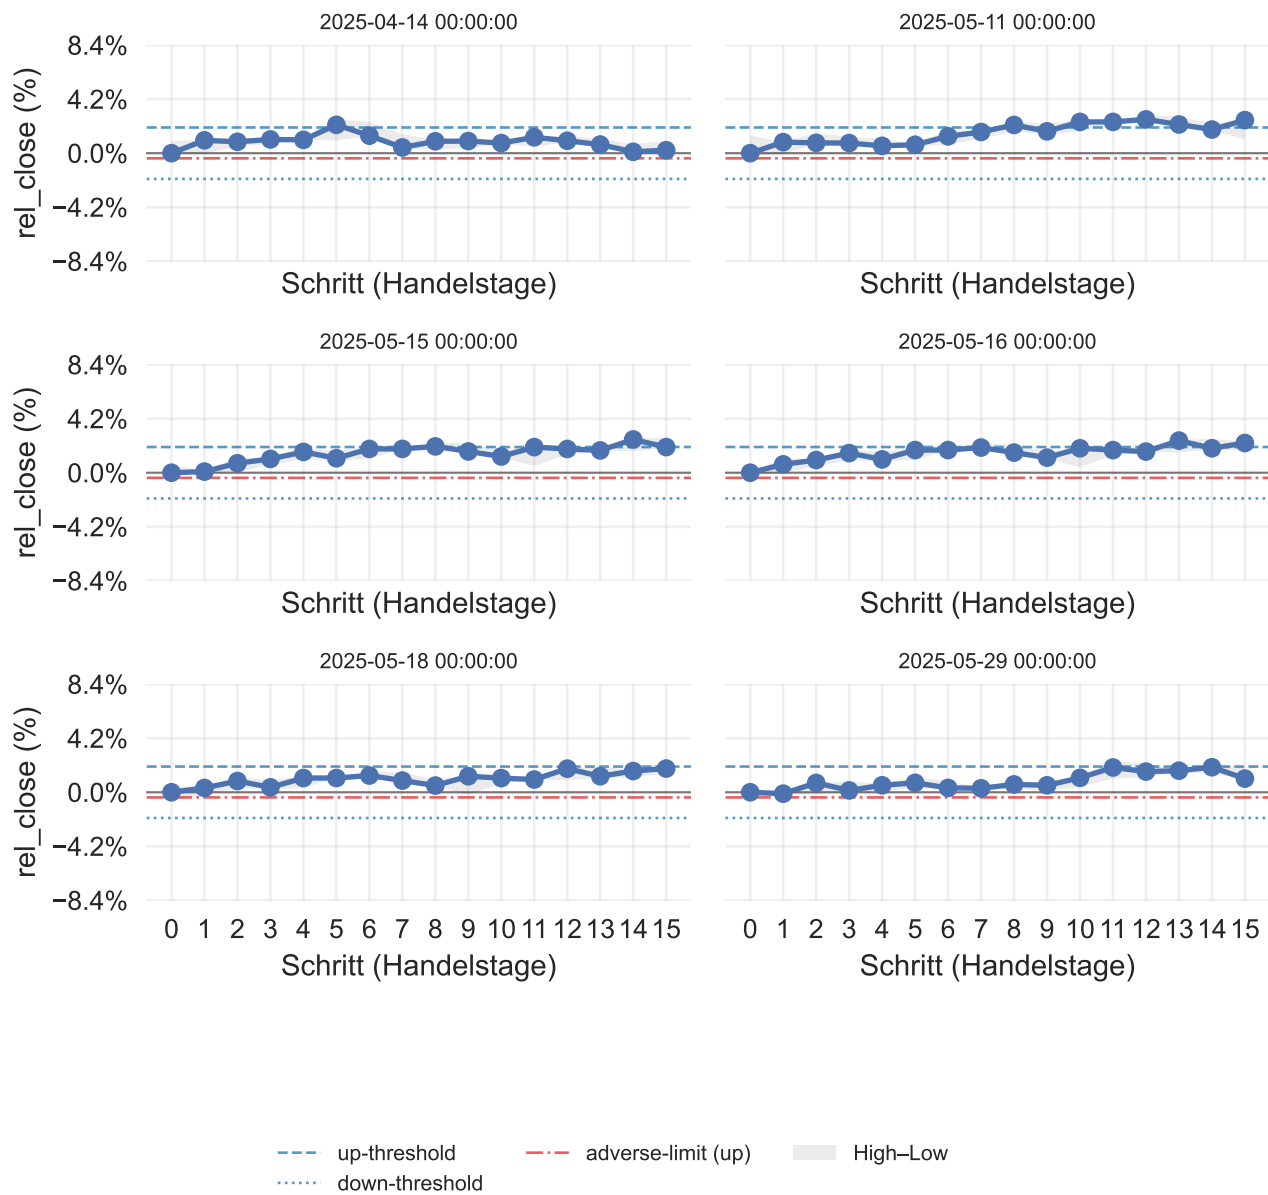 2025-04-14 00:00:00
2025-05-11 00:00:00
8.4%
4.2%
0.0%
−4.2%
−8.4%
rel_close (%)
Schritt (Handelstage)
Schritt (Handelstage)
2025-05-15 00:00:00
2025-05-16 00:00:00
8.4%
4.2%
0.0%
−4.2%
−8.4%
rel_close (%)
Schritt (Handelstage)
Schritt (Handelstage)
2025-05-18 00:00:00
2025-05-29 00:00:00
8.4%
4.2%
0.0%
−4.2%
−8.4%
rel_close (%)
0 1 2 3 4 5 6 7 8 9 10 11 12 13 14 15
0 1 2 3 4 5 6 7 8 9 10 11 12 13 14 15
Schritt (Handelstage)
Schritt (Handelstage)
up-threshold
down-threshold
adverse-limit (up)
High–Low